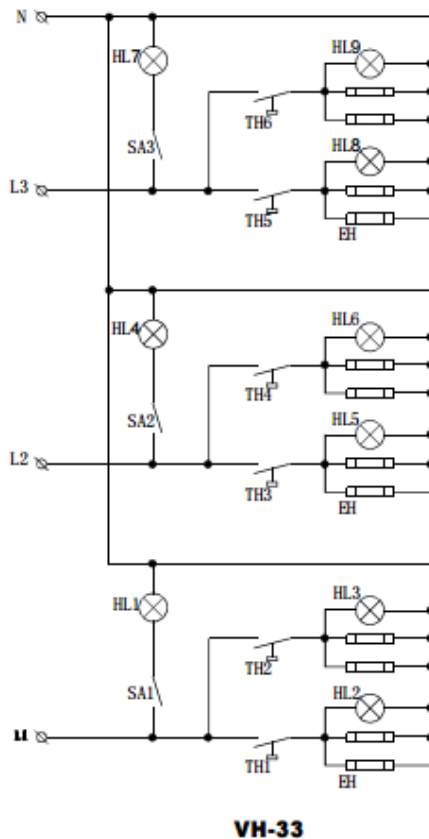 N
HL7
HL9
SA3
TH6
HL8
L3
TH5
EH
HL4
HL6
SA2
TH4
HL5
L2
TH3
EH
HL1
HL3
SA1
TH2
HL2
TH1
EH
VH-33